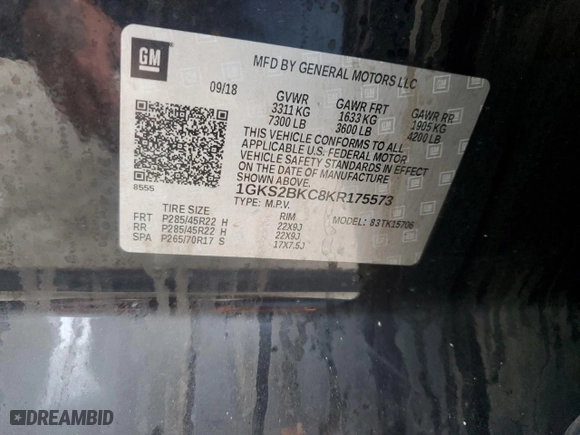 GM
MFD BY GENERAL MOTORS LLC
09/18
GVWR
3311 KG
7300 LB
GAWR FRT
1633 KG
3600 LB
GAWR RR
1905 KG
4200 LB
THIS VEHICLE CONFORMS TO ALL
APPLICABLE U.S. FEDERAL MOTOR
VEHICLE SAFETY STANDARDS IN EFFECT
ON THE DATE OF MANUFACTURE
SHOWN ABOVE.
1GKS2BKC8KR175573
TYPE: M.P.V.
MODEL: 83TK15706
8555
TIRE SIZE
RIM
FRT P285/45R22 H 22X9J
RR P285/45R22 H 22X9J
SPA P265/70R17 S 17X7.5J
DREAMBID